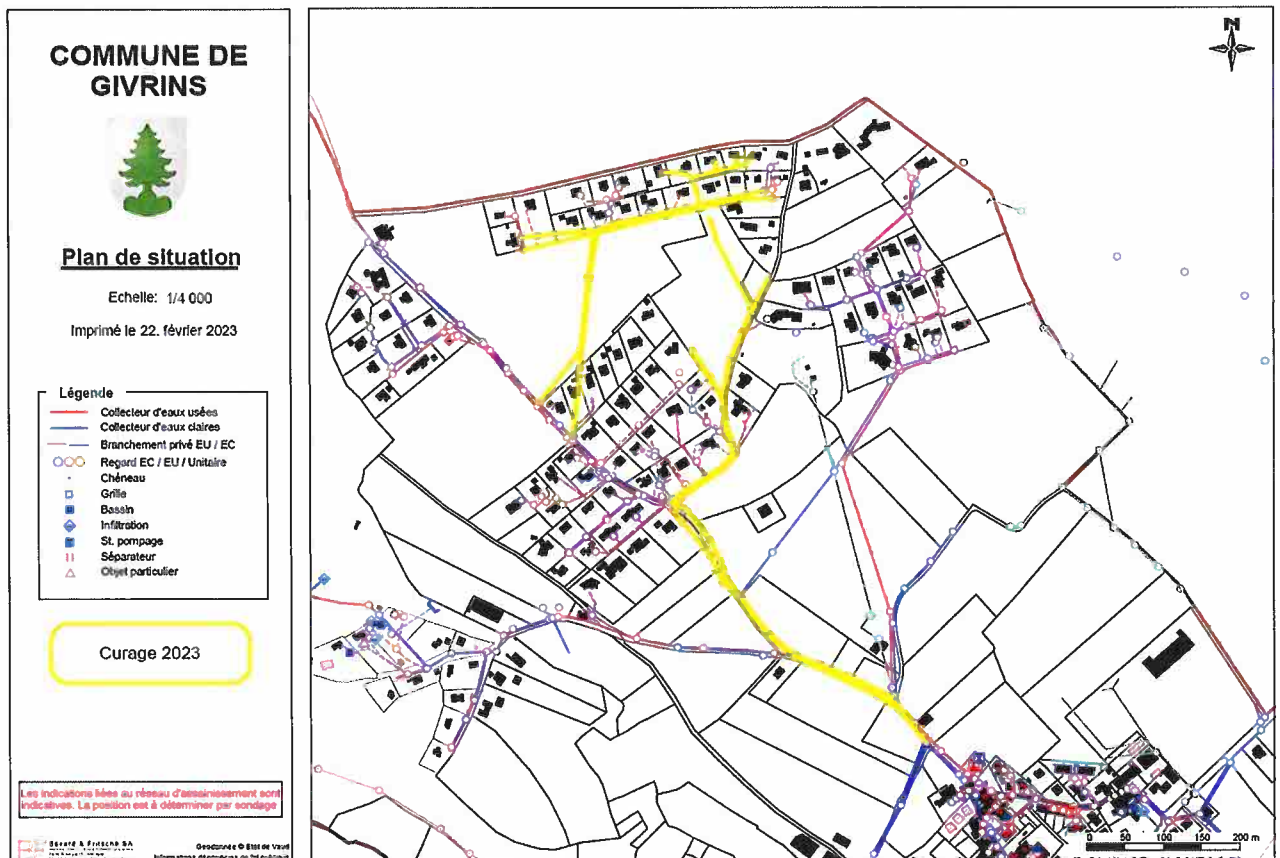 COMMUNE DE
GIVRINS
Plan de situation
Echelle: 1/4 000
Imprimé le 22. février 2023
Légende
Collecteur d'eaux usées
Collecteur d'eaux claires
Branchement privé EU / EC
Regard EC / EU / Unitaire
Chéneau
Grille
Bassin
Infiltration
St. pompage
Séparateur
Objet particulier
Curage 2023
Les indications liées au réseau d'assainissement sont
indicatives. La position est à déterminer par sondage
Bovard & Fritsché SA
Géodonnée © Etat de Vaud
N
0 50 100 150 200 m